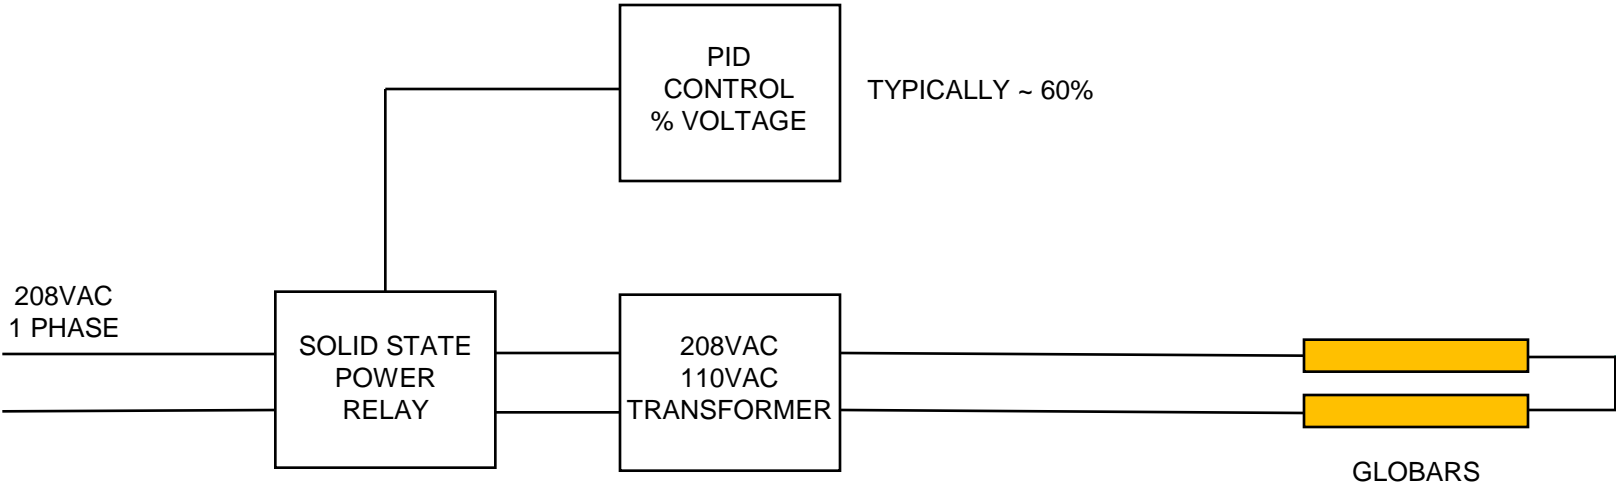 PID
CONTROL
% VOLTAGE
TYPICALLY ~ 60%
208VAC
1 PHASE
SOLID STATE
POWER
RELAY
208VAC
110VAC
TRANSFORMER
GLOBARS